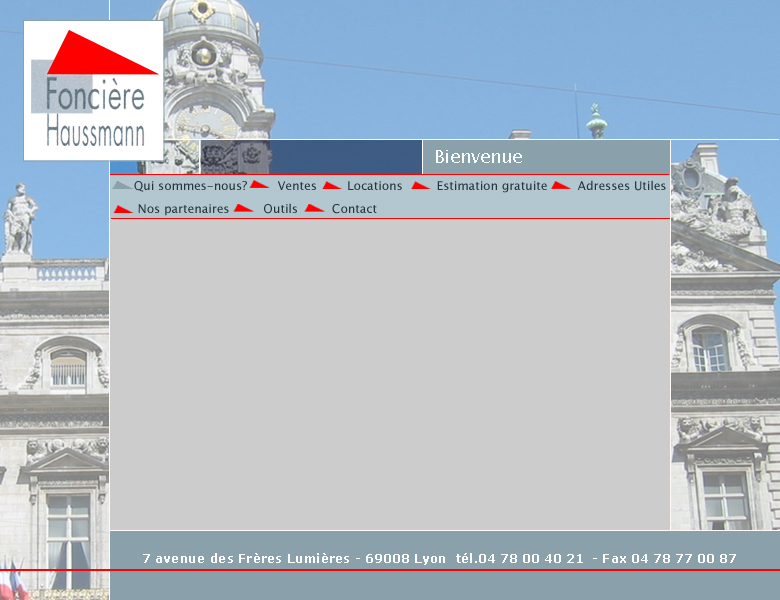 Foncière
Haussmann
Bienvenue
Qui sommes-nous? Ventes Locations Estimation gratuite Adresses Utiles
Nos partenaires Outils Contact
7 avenue des Frères Lumières - 69008 Lyon tél.04 78 00 40 21 - Fax 04 78 77 00 87